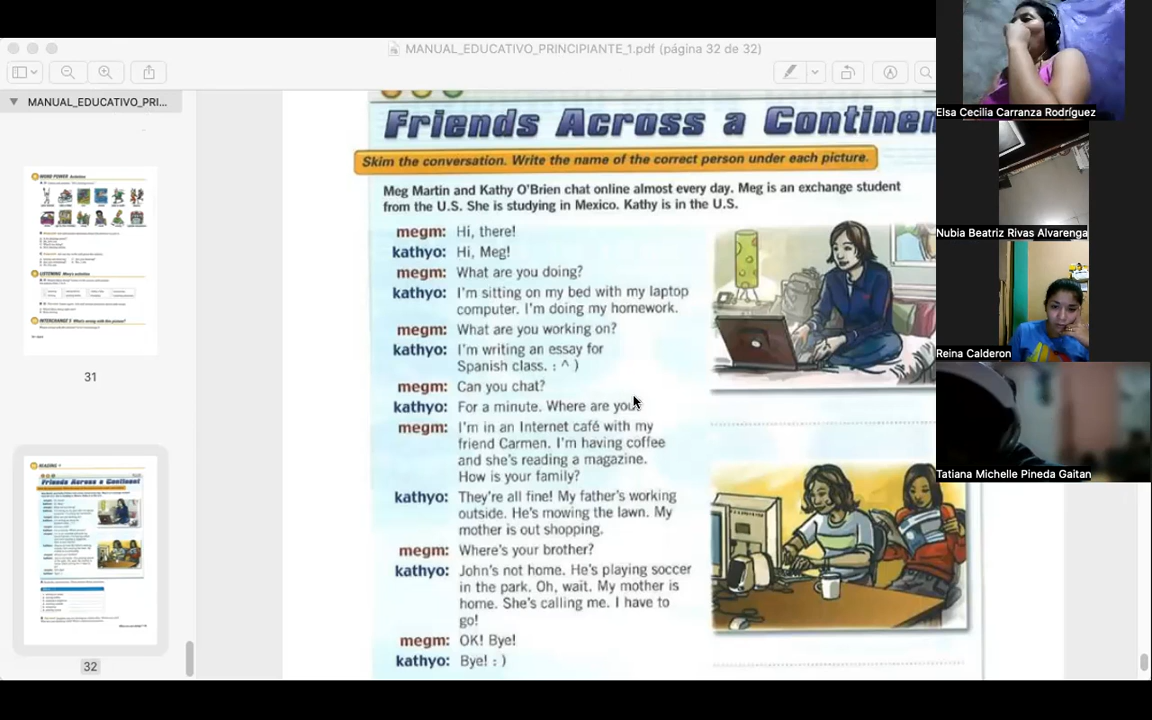 MANUAL_EDUCATIVO_PRINCIPIANTE_1.pdf (página 32 de 32)
MANUAL_EDUCATIVO_PRI...
31
32
Friends Across a Continen
Skim the conversation. Write the name of the correct person under each picture.
Meg Martin and Kathy O'Brien chat online almost every day. Meg is an exchange student
from the U.S. She is studying in Mexico. Kathy is in the U.S.
megm: Hi, there!
kathyo: Hi, Meg!
megm: What are you doing?
kathyo: I'm sitting on my bed with my laptop
computer. I'm doing my homework.
megm: What are you working on?
kathyo: I'm writing an essay for
Spanish class. : ^ )
megm: Can you chat?
kathyo: For a minute. Where are you
megm: I'm in an Internet café with my
friend Carmen. I'm having coffee
and she's reading a magazine.
How is your family?
kathyo: They're all fine! My father's working
outside. He's mowing the lawn. My
mother is out shopping.
megm: Where's your brother?
kathyo: John's not home. He's playing soccer
in the park. Oh, wait. My mother is
home. She's calling me. I have to
go!
megm: OK! Bye!
kathyo: Bye! : )
Elsa Cecilia Carranza Rodríguez
Nubia Beatriz Rivas Alvarenga
Reina Calderon
Tatiana Michelle Pineda Gaitan